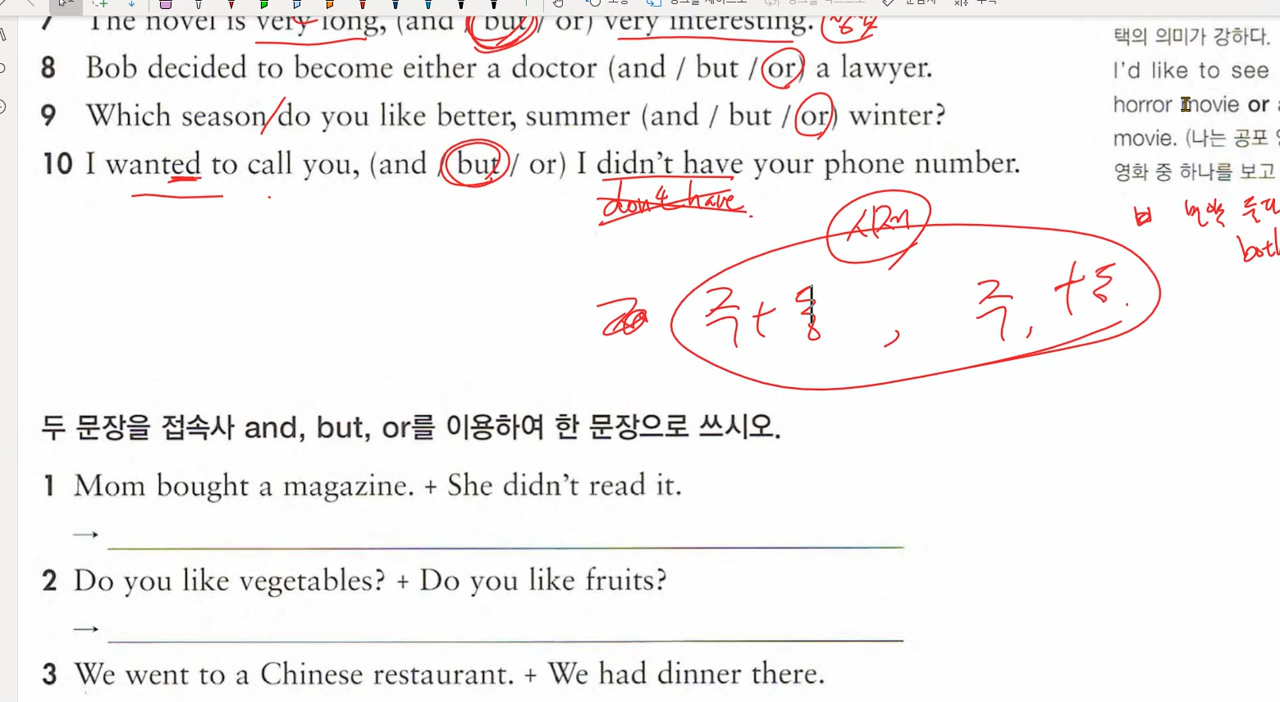 7 The novel is very long, (and / but / or) very interesting.
택의 의미가 강하다.
8 Bob decided to become either a doctor (and / but / or) a lawyer.
I'd like to see
9 Which season do you like better, summer (and / but / or) winter?
horror movie or
movie. (나는 공포
10 I wanted to call you, (and / but / or) I didn't have your phone number.
영화 중 하나를 보고
don't have
시제
both
주+동, 주,+동.
두 문장을 접속사 and, but, or를 이용하여 한 문장으로 쓰시오.
1 Mom bought a magazine. + She didn't read it.
→
2 Do you like vegetables? + Do you like fruits?
→
3 We went to a Chinese restaurant. + We had dinner there.